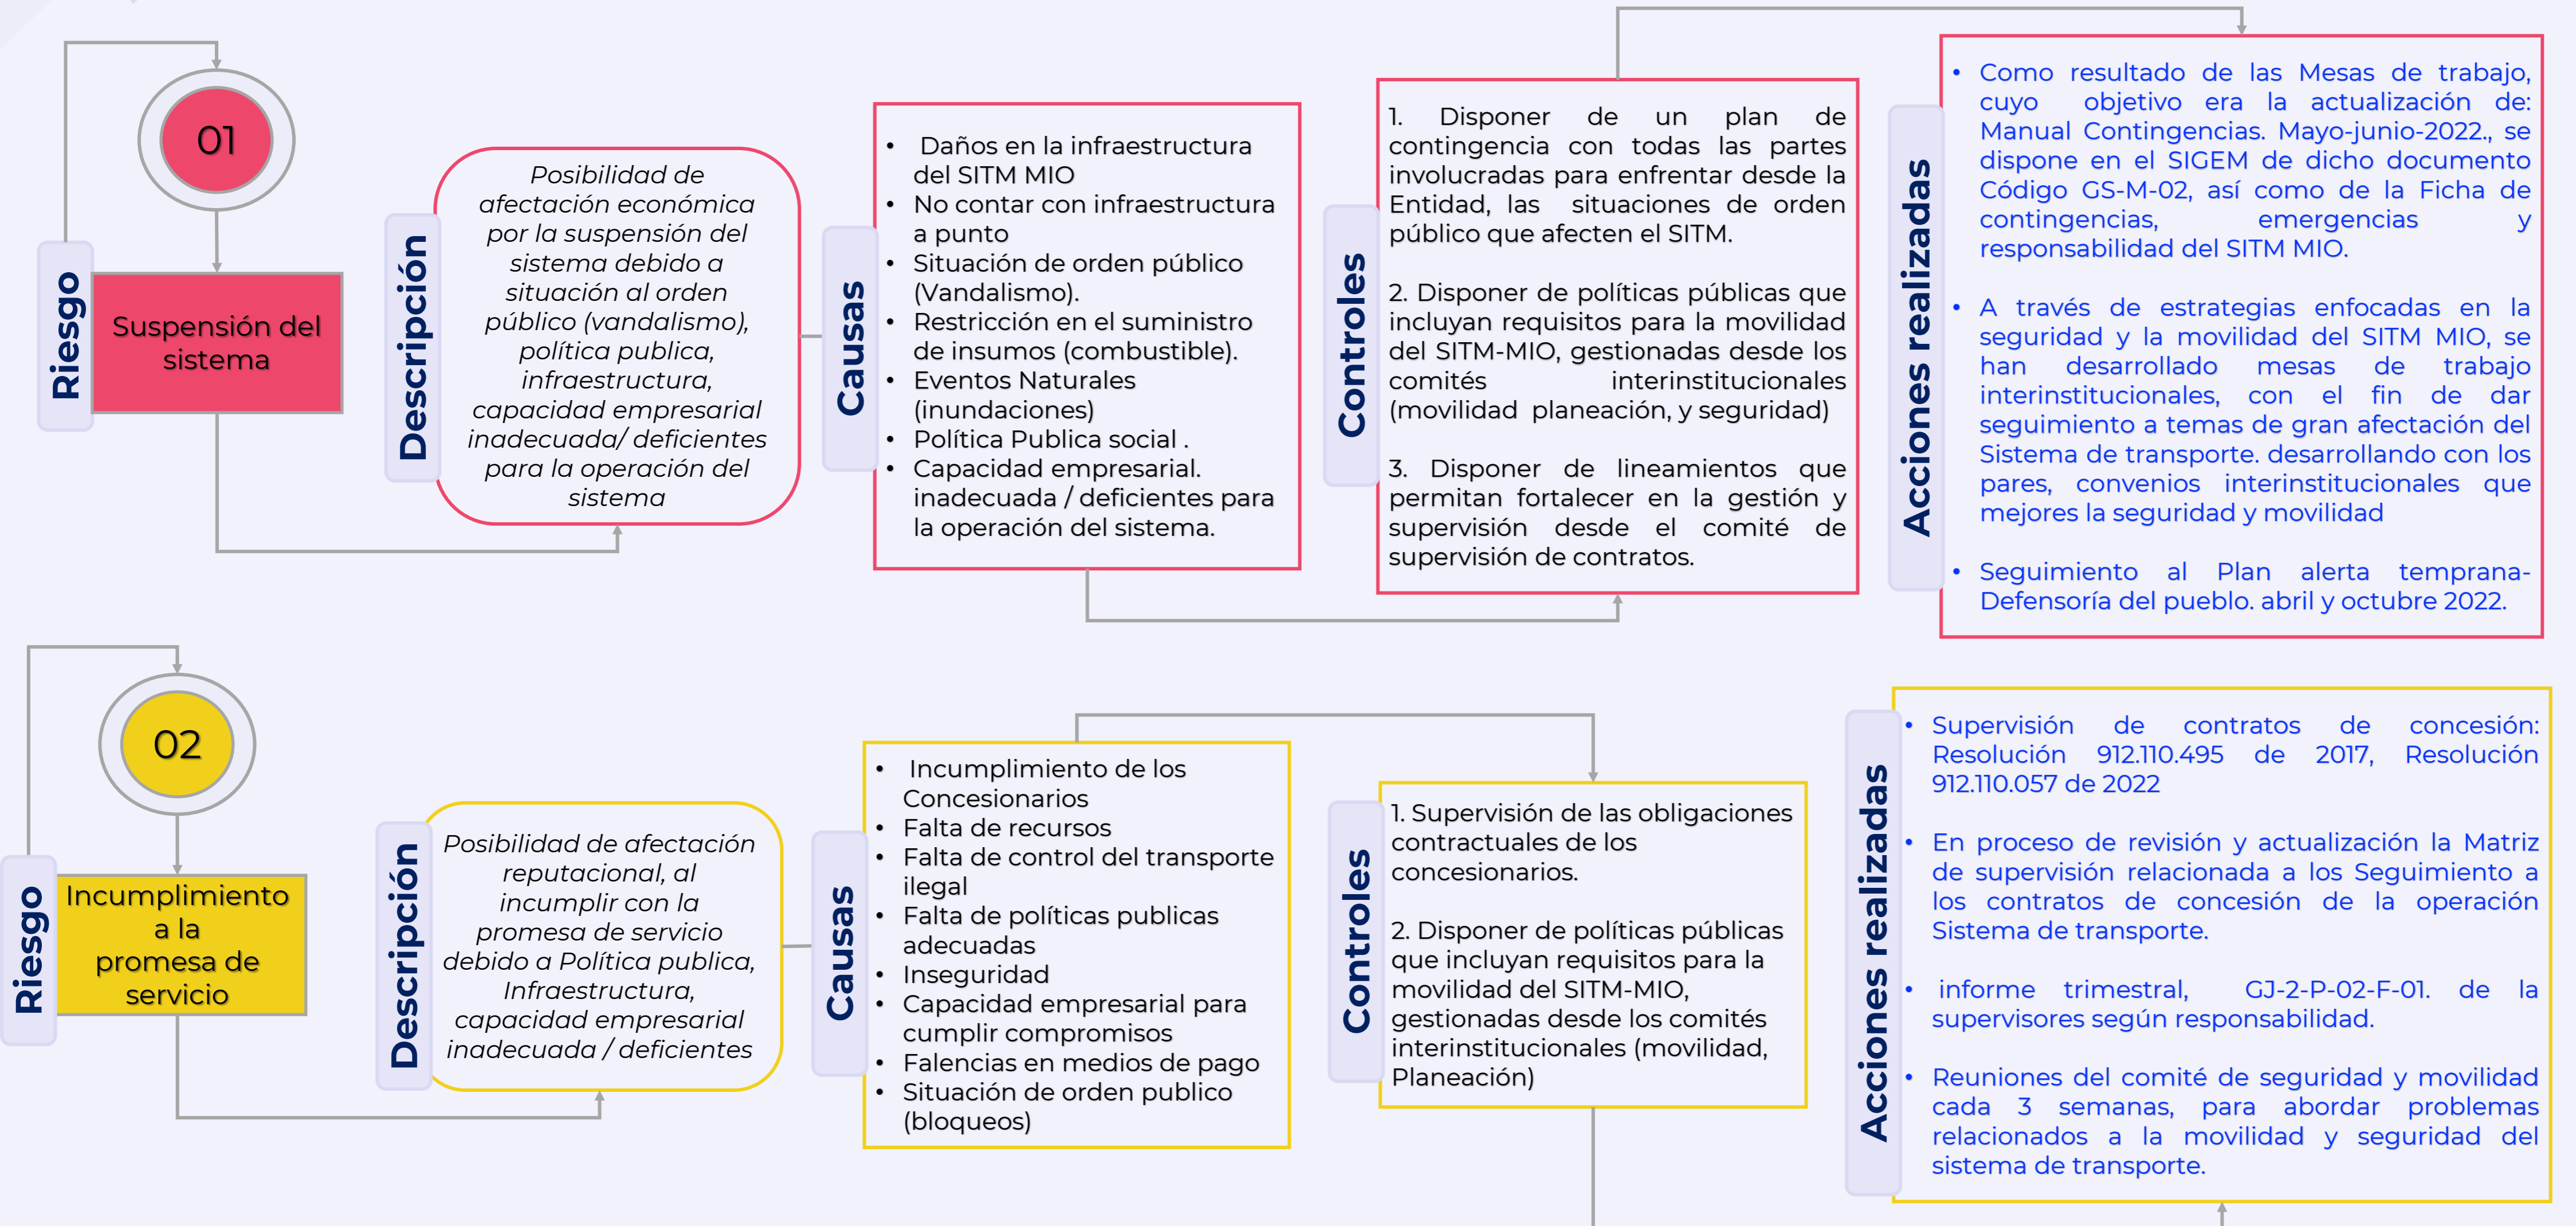 01
Riesgo
Suspensión del
sistema
Descripción
Posibilidad de
afectación económica
por la suspensión del
sistema debido a
situación al orden
público (vandalismo),
política publica,
infraestructura,
capacidad empresarial
inadecuada/ deficientes
para la operación del
sistema
Causas
• Daños en la infraestructura
del SITM MIO
• No contar con infraestructura
a punto
• Situación de orden público
(Vandalismo).
• Restricción en el suministro
de insumos (combustible).
• Eventos Naturales
(inundaciones)
• Política Publica social .
• Capacidad empresarial.
inadecuada / deficientes para
la operación del sistema.
Controles
1. Disponer de un plan de
contingencia con todas las partes
involucradas para enfrentar desde la
Entidad, las situaciones de orden
público que afecten el SITM.
2. Disponer de políticas públicas que
incluyan requisitos para la movilidad
del SITM-MIO, gestionadas desde los
comités interinstitucionales
(movilidad planeación, y seguridad)
3. Disponer de lineamientos que
permitan fortalecer en la gestión y
supervisión desde el comité de
supervisión de contratos.
Acciones realizadas
• Como resultado de las Mesas de trabajo,
cuyo objetivo era la actualización de:
Manual Contingencias. Mayo-junio-2022., se
dispone en el SIGEM de dicho documento
Código GS-M-02, así como de la Ficha de
contingencias, emergencias y
responsabilidad del SITM MIO.
• A través de estrategias enfocadas en la
seguridad y la movilidad del SITM MIO, se
han desarrollado mesas de trabajo
interinstitucionales, con el fin de dar
seguimiento a temas de gran afectación del
Sistema de transporte. desarrollando con los
pares, convenios interinstitucionales que
mejores la seguridad y movilidad
• Seguimiento al Plan alerta temprana-
Defensoría del pueblo. abril y octubre 2022.
02
Riesgo
Incumplimiento
a la
promesa de
servicio
Descripción
Posibilidad de afectación
reputacional, al
incumplir con la
promesa de servicio
debido a Política publica,
Infraestructura,
capacidad empresarial
inadecuada / deficientes
Causas
• Incumplimiento de los
Concesionarios
• Falta de recursos
• Falta de control del transporte
ilegal
• Falta de políticas publicas
adecuadas
• Inseguridad
• Capacidad empresarial para
cumplir compromisos
• Falencias en medios de pago
• Situación de orden publico
(bloqueos)
Controles
1. Supervisión de las obligaciones
contractuales de los
concesionarios.
2. Disponer de políticas públicas
que incluyan requisitos para la
movilidad del SITM-MIO,
gestionadas desde los comités
interinstitucionales (movilidad,
Planeación)
Acciones realizadas
• Supervisión de contratos de concesión:
Resolución 912.110.495 de 2017, Resolución
912.110.057 de 2022
• En proceso de revisión y actualización la Matriz
de supervisión relacionada a los Seguimiento a
los contratos de concesión de la operación
Sistema de transporte.
• informe trimestral, GJ-2-P-02-F-01. de la
supervisores según responsabilidad.
• Reuniones del comité de seguridad y movilidad
cada 3 semanas, para abordar problemas
relacionados a la movilidad y seguridad del
sistema de transporte.